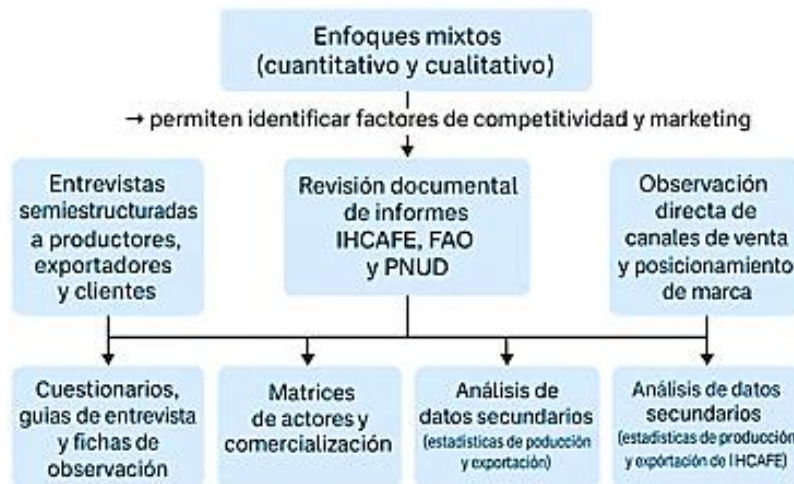 Enfoques mixtos
(cuantitativo y cualitativo)
→ permiten identificar factores de competitividad y marketing
Entrevistas
semiestructuradas
a productores,
exportadores
y clientes
Revisión documental
de informes
IHCAFE, FAO
y PNUD
Observación
directa de
canales de venta
y posicionamiento
de marca
Cuestionarios,
guias de entrevista
y fichas de
observación
Matrices
de actores y
comercialización
Análisis de
datos secundarios
(estadísticas de poducción
y exportación)
Análisis de datos
secundarios
(estadísticas de producción
y expórtación de IHCAFE)